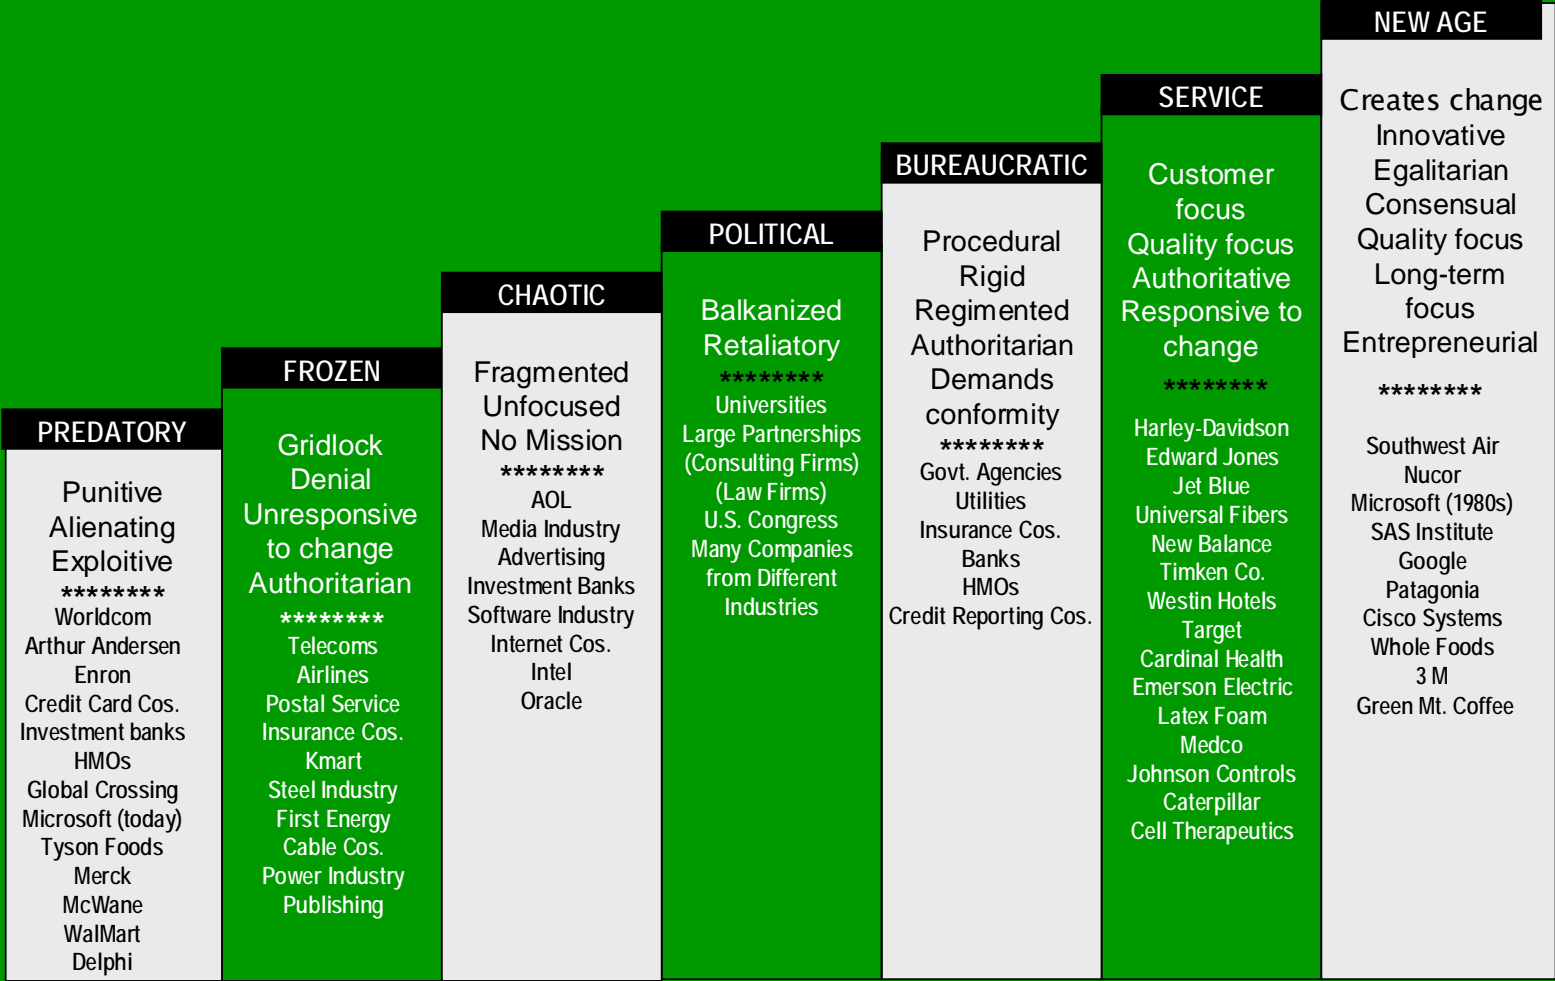 PREDATORY
Punitive
Alienating
Exploitive
********
Worldcom
Arthur Andersen
Enron
Credit Card Cos.
Investment banks
HMOs
Global Crossing
Microsoft (today)
Tyson Foods
Merck
McWane
WalMart
Delphi
FROZEN
Gridlock
Denial
Unresponsive
to change
Authoritarian
********
Telecoms
Airlines
Postal Service
Insurance Cos.
Kmart
Steel Industry
First Energy
Cable Cos.
Power Industry
Publishing
CHAOTIC
Fragmented
Unfocused
No Mission
********
AOL
Media Industry
Advertising
Investment Banks
Software Industry
Internet Cos.
Intel
Oracle
POLITICAL
Balkanized
Retaliatory
********
Universities
Large Partnerships
(Consulting Firms)
(Law Firms)
U.S. Congress
Many Companies
from Different
Industries
BUREAUCRATIC
Procedural
Rigid
Regimented
Authoritarian
Demands
conformity
********
Govt. Agencies
Utilities
Insurance Cos.
Banks
HMOs
Credit Reporting Cos.
SERVICE
Customer
focus
Quality focus
Authoritative
Responsive to
change
********
Harley-Davidson
Edward Jones
Jet Blue
Universal Fibers
New Balance
Timken Co.
Westin Hotels
Target
Cardinal Health
Emerson Electric
Latex Foam
Medco
Johnson Controls
Caterpillar
Cell Therapeutics
NEW AGE
Creates change
Innovative
Egalitarian
Consensual
Quality focus
Long-term
focus
Entrepreneurial
********
Southwest Air
Nucor
Microsoft (1980s)
SAS Institute
Google
Patagonia
Cisco Systems
Whole Foods
3 M
Green Mt. Coffee